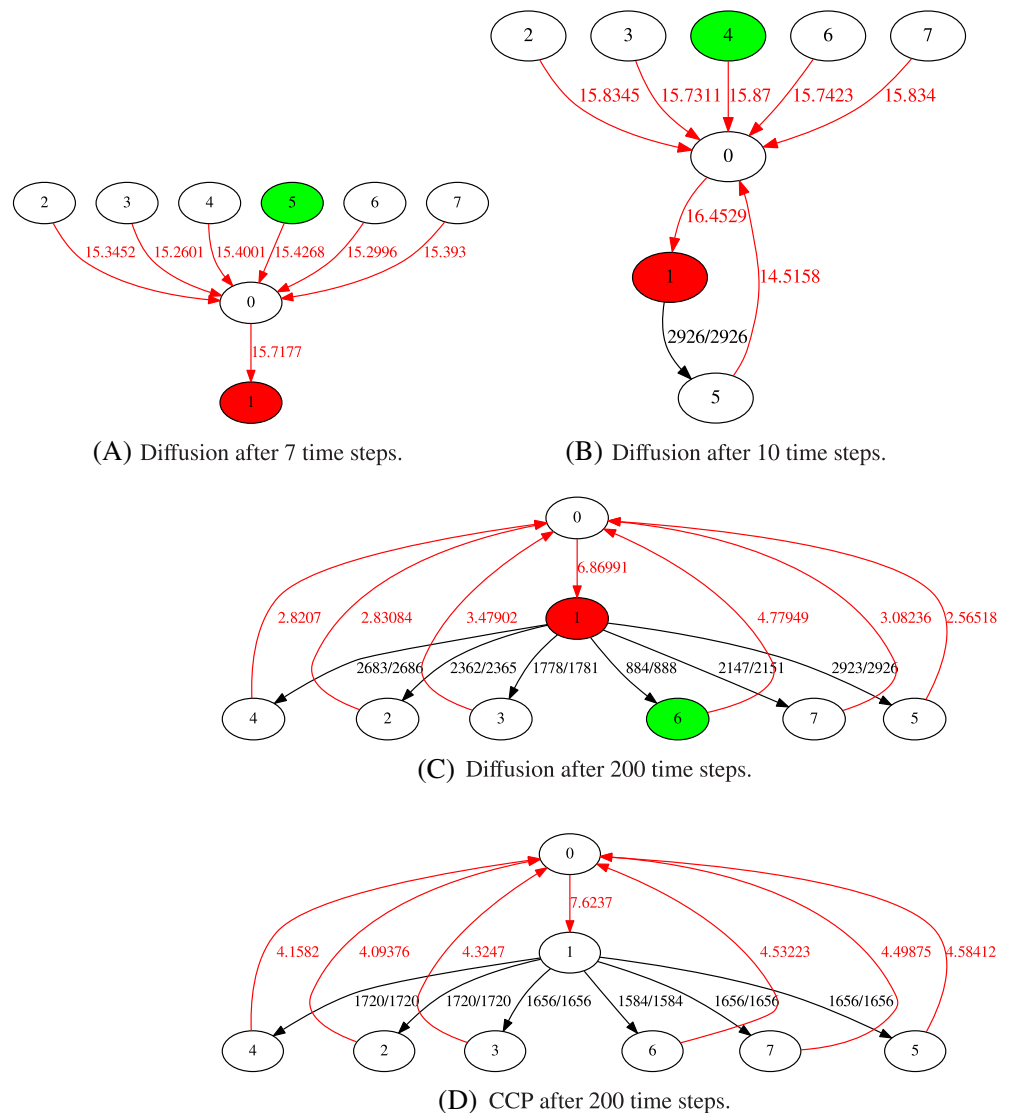 2 3 4 5 6 7
15.3452 15.2601 15.4001 15.4268 15.2996 15.393
0
15.7177
1
(A) Diffusion after 7 time steps.
2 3 4 6 7
15.8345 15.7311 15.87 15.7423 15.834
0
16.4529
1 14.5158
2926/2926
5
(B) Diffusion after 10 time steps.
0
6.86991
2.8207 2.83084 3.47902 1 4.77949 3.08236 2.56518
2683/2686 2362/2365 1778/1781 884/888 2147/2151 2923/2926
4 2 3 6 7 5
(C) Diffusion after 200 time steps.
0
7.6237
4.1582 4.09376 4.3247 1 4.53223 4.49875 4.58412
1720/1720 1720/1720 1656/1656 1584/1584 1656/1656 1656/1656
4 2 3 6 7 5
(D) CCP after 200 time steps.